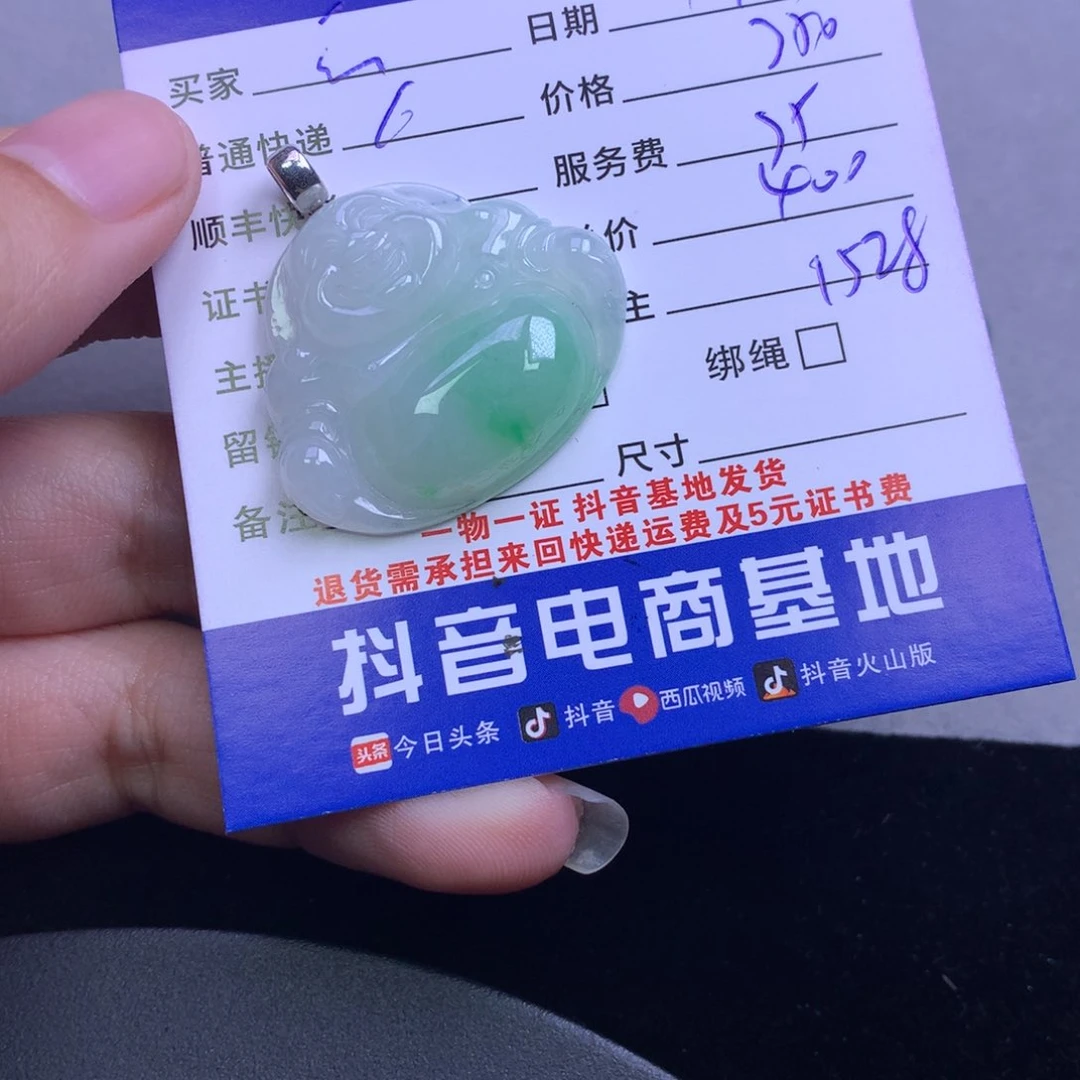 买家 日期
普通快递 6 价格
顺丰快 服务费
证书 价 400
主播 主 1528
留 绑绳
备注 尺寸
一物一证 抖音基地发货
退货需承担来回快递运费及5元证书费
抖音电商基地
头条 今日头条 抖音 西瓜视频 抖音火山版